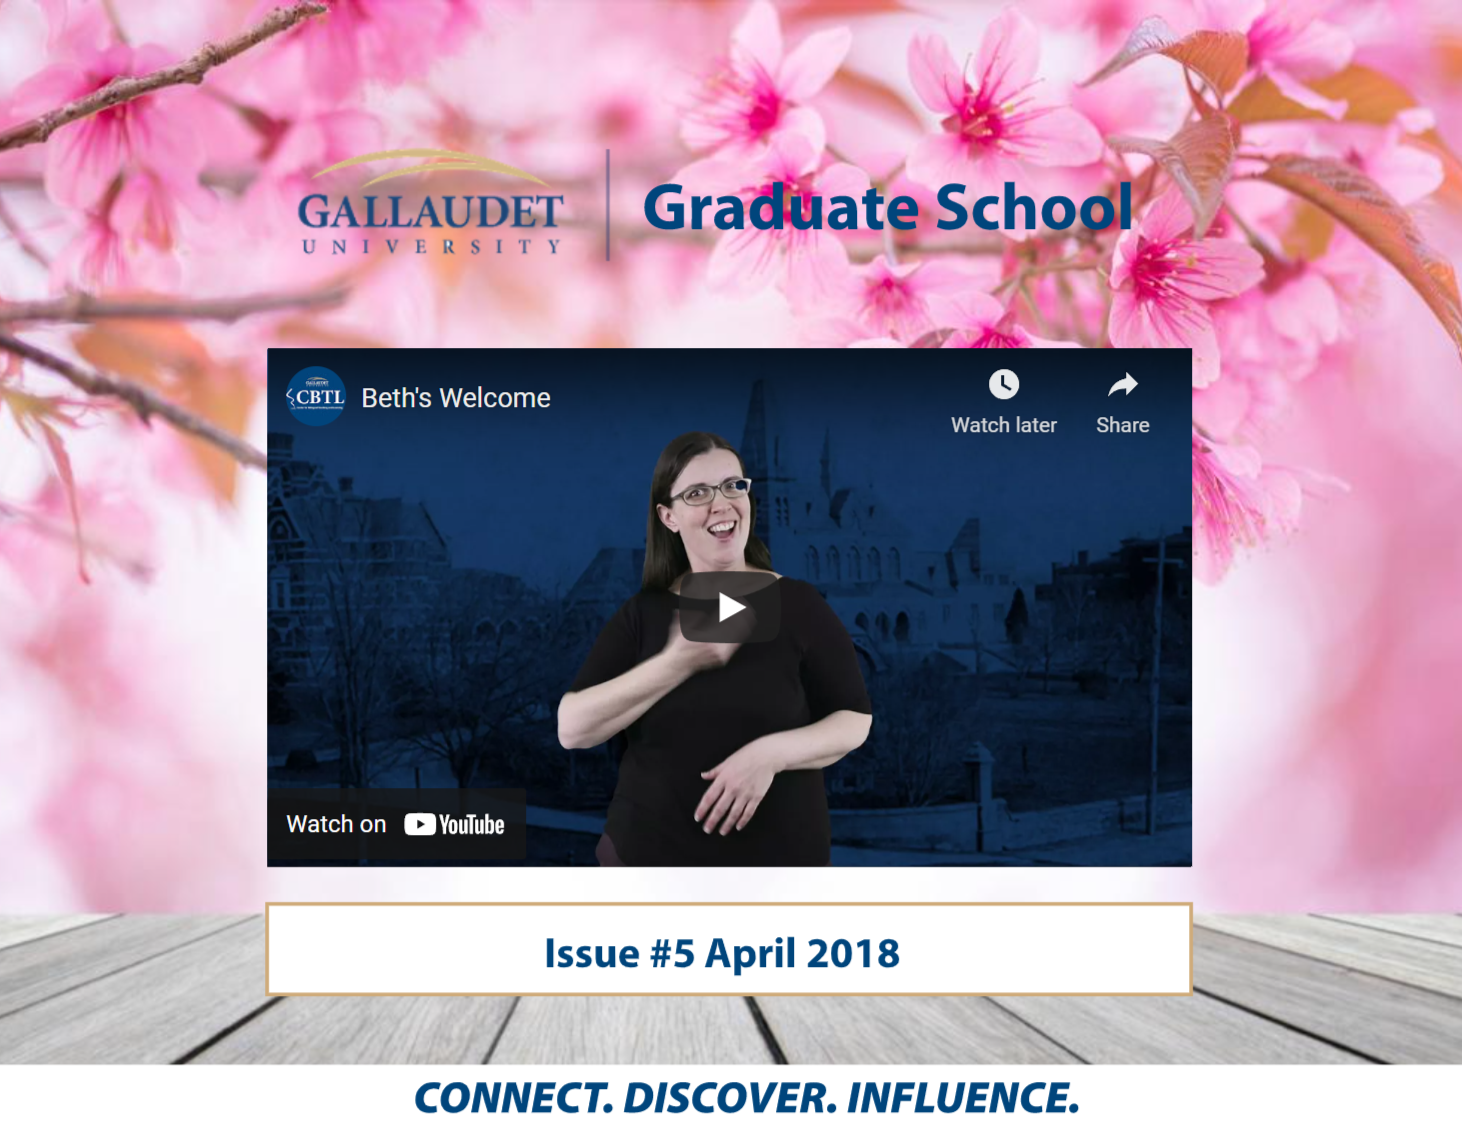 GALLAUDET
UNIVERSITY
Graduate School
CBTL
Beth's Welcome
Watch later
Share
Watch on YouTube
Issue #5 April 2018
CONNECT. DISCOVER. INFLUENCE.